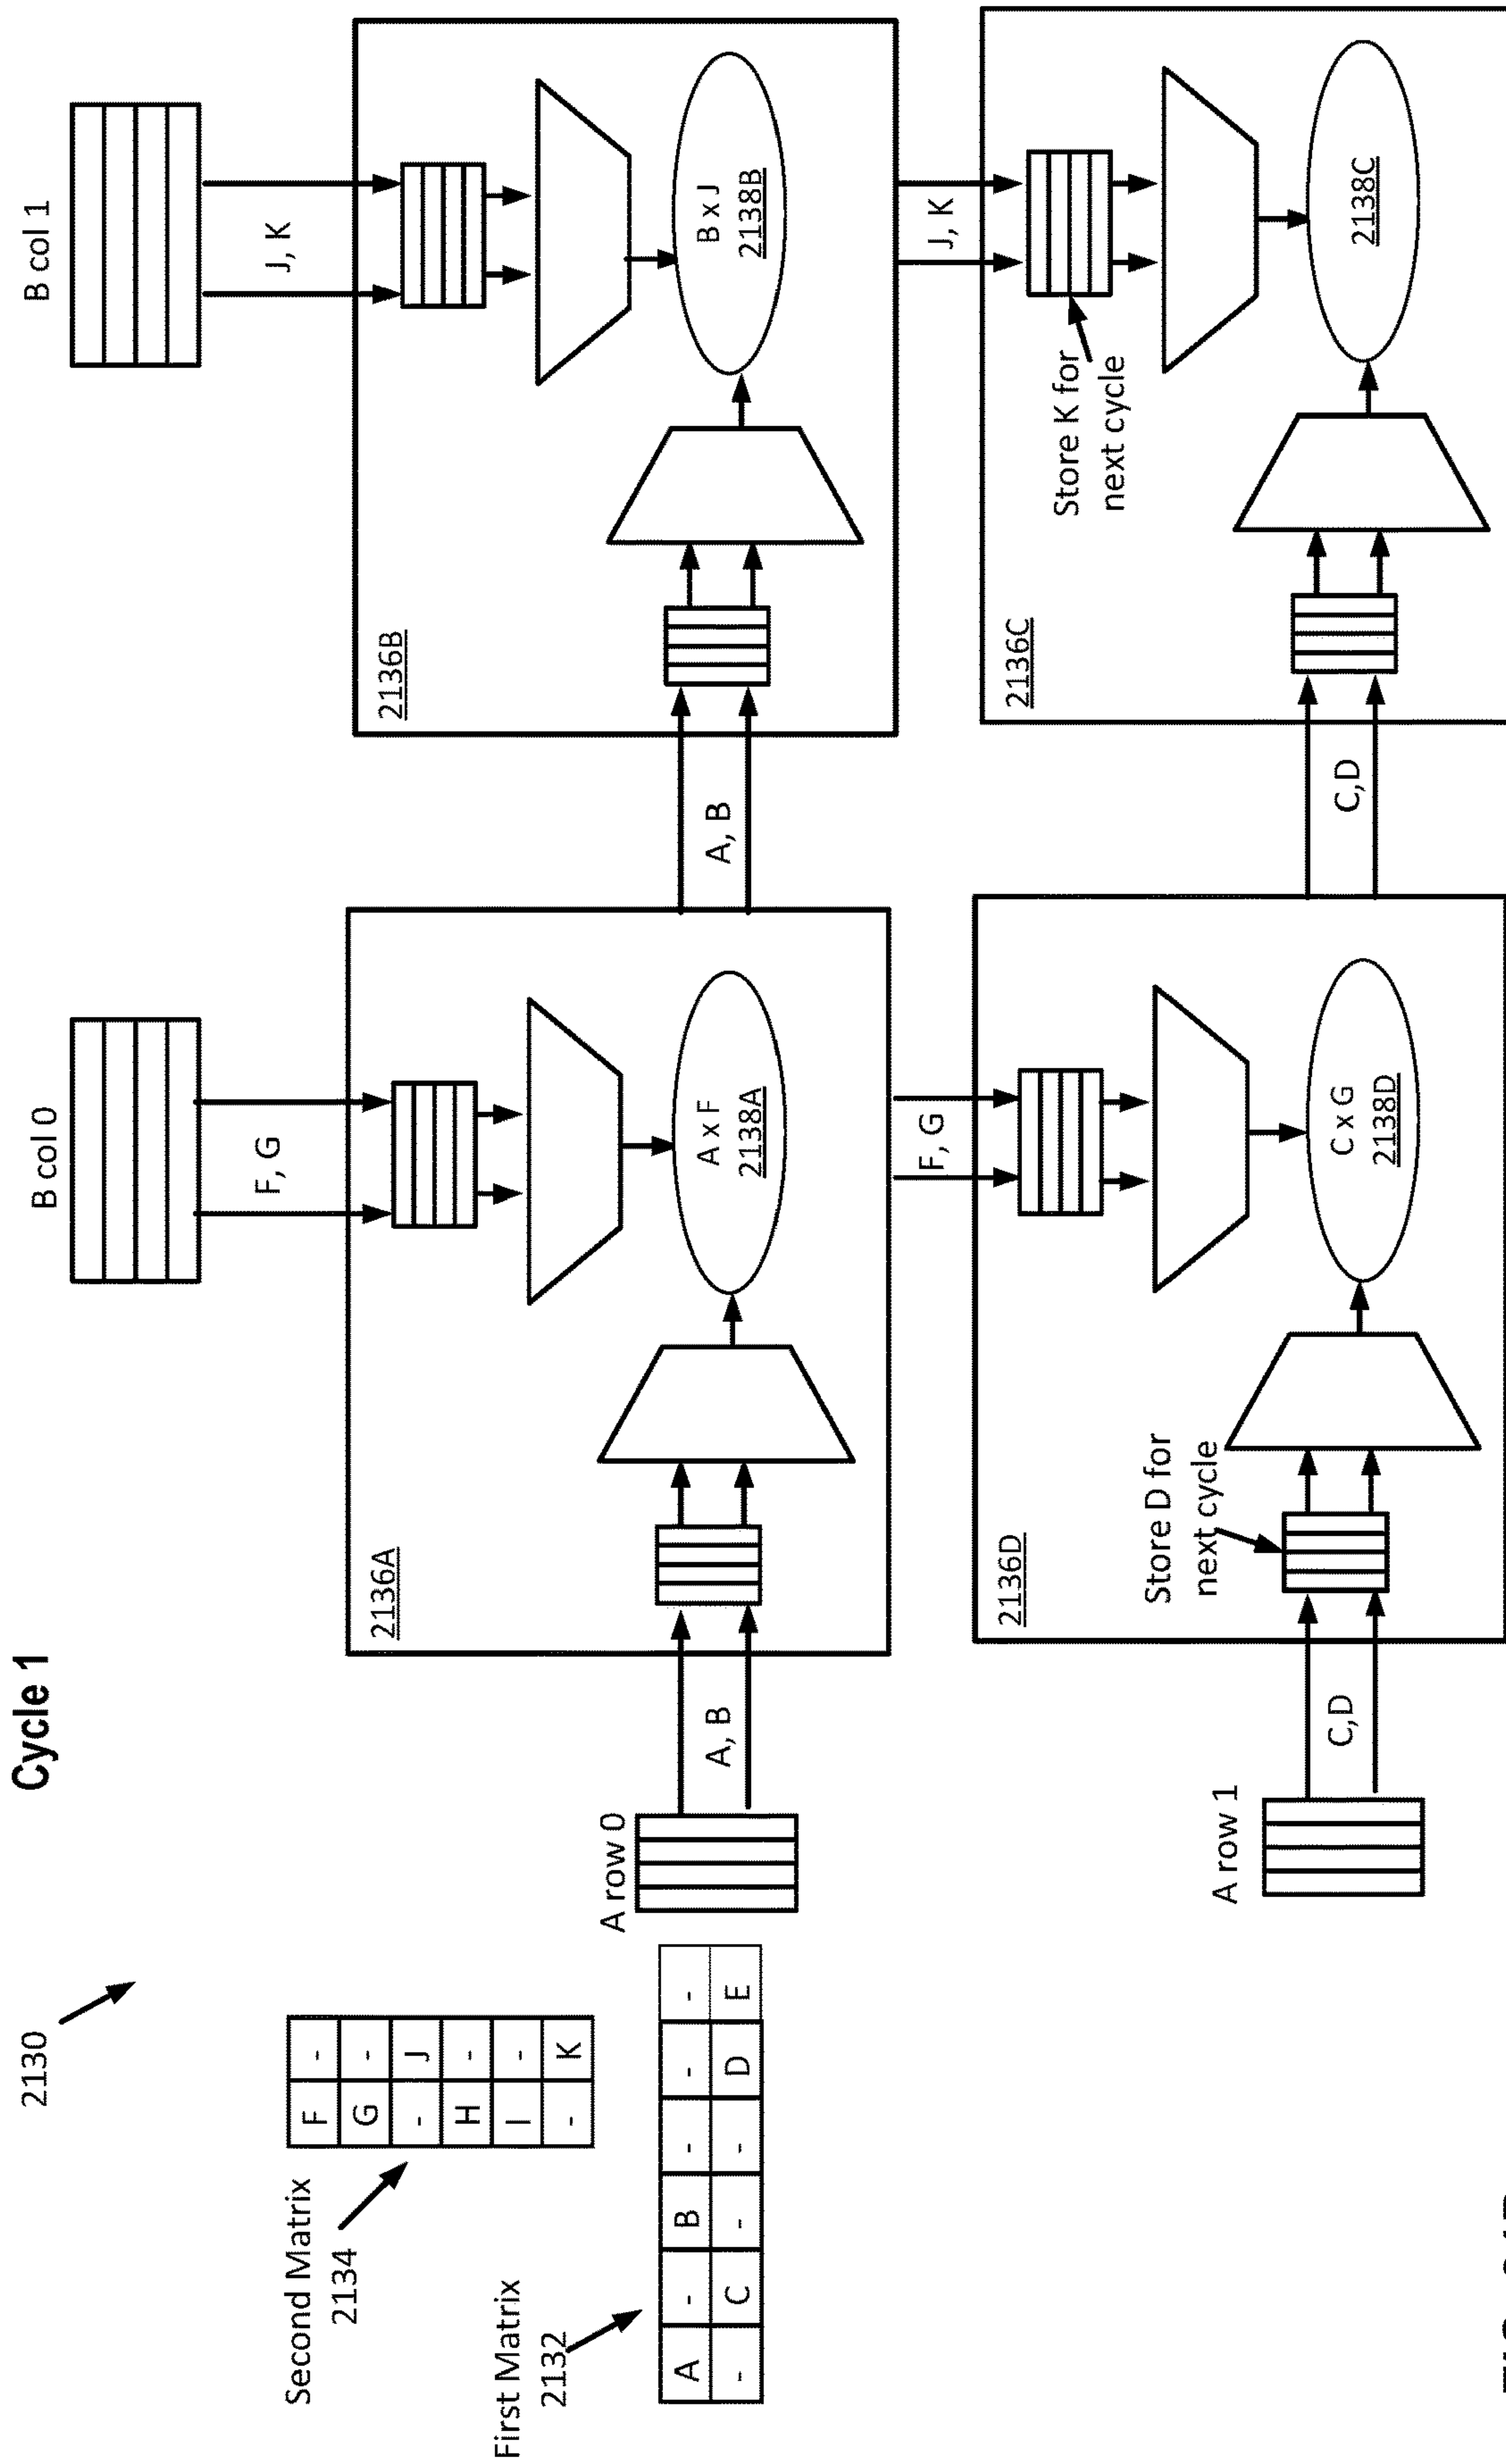 Cycle 1
2130
B col 0
B col 1
F, G
J, K
Second Matrix
2134
F -
G -
- J
H -
I -
- K
First Matrix
2132
A - B - - -
- C - - D E
A row 0
A, B
2136A
A x F
2138A
A, B
2136B
B x J
2138B
F, G
J, K
A row 1
C,D
2136D
Store D for
next cycle
C x G
2138D
C,D
2136C
Store K for
next cycle
2138C